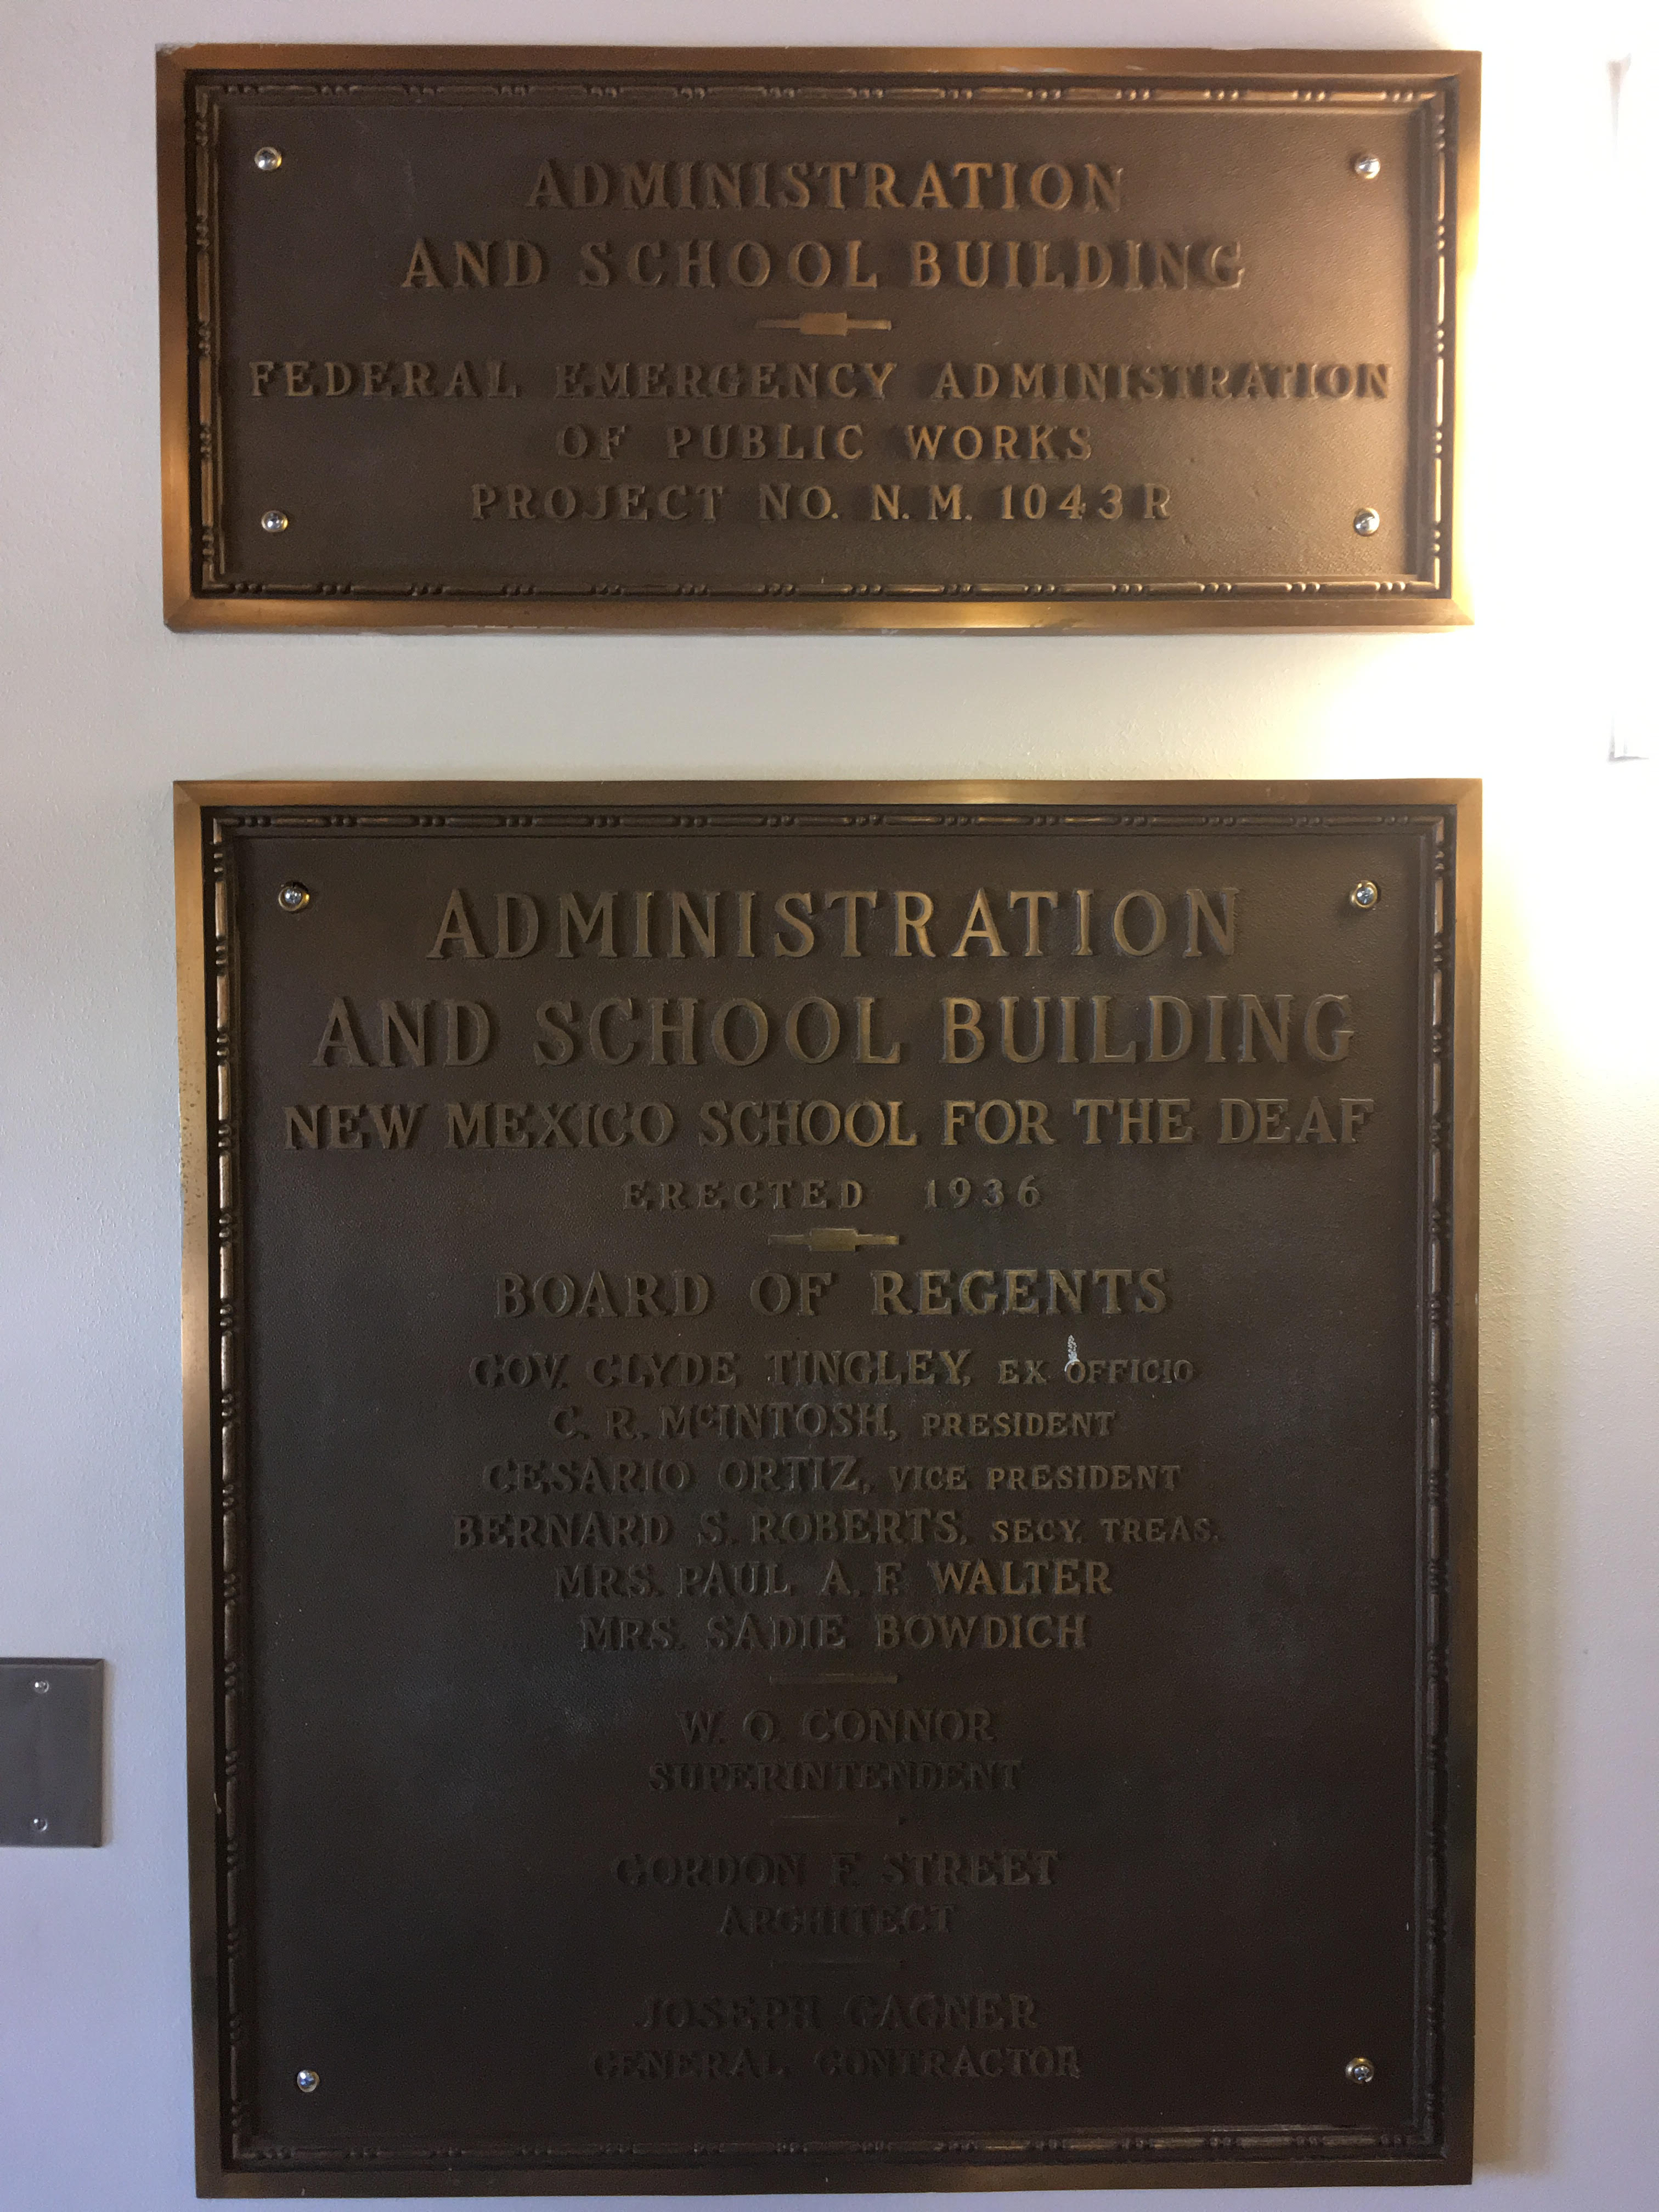 ADMINISTRATION
AND SCHOOL BUILDING
FEDERAL EMERGENCY ADMINISTRATION
OF PUBLIC WORKS
PROJECT NO. N. M. 1043 R
ADMINISTRATION
AND SCHOOL BUILDING
NEW MEXICO SCHOOL FOR THE DEAF
ERECTED 1936
BOARD OF REGENTS
GOV. CLYDE TINGLEY, EX OFFICIO
C. R. McINTOSH, PRESIDENT
CESARIO ORTIZ, VICE PRESIDENT
BERNARD S. ROBERTS, SECY. TREAS.
MRS. PAUL A. F. WALTER
MRS. SADIE BOWDICH
W. O. CONNOR
SUPERINTENDENT
GORDON F. STREET
ARCHITECT
JOSEPH GAGNER
GENERAL CONTRACTOR